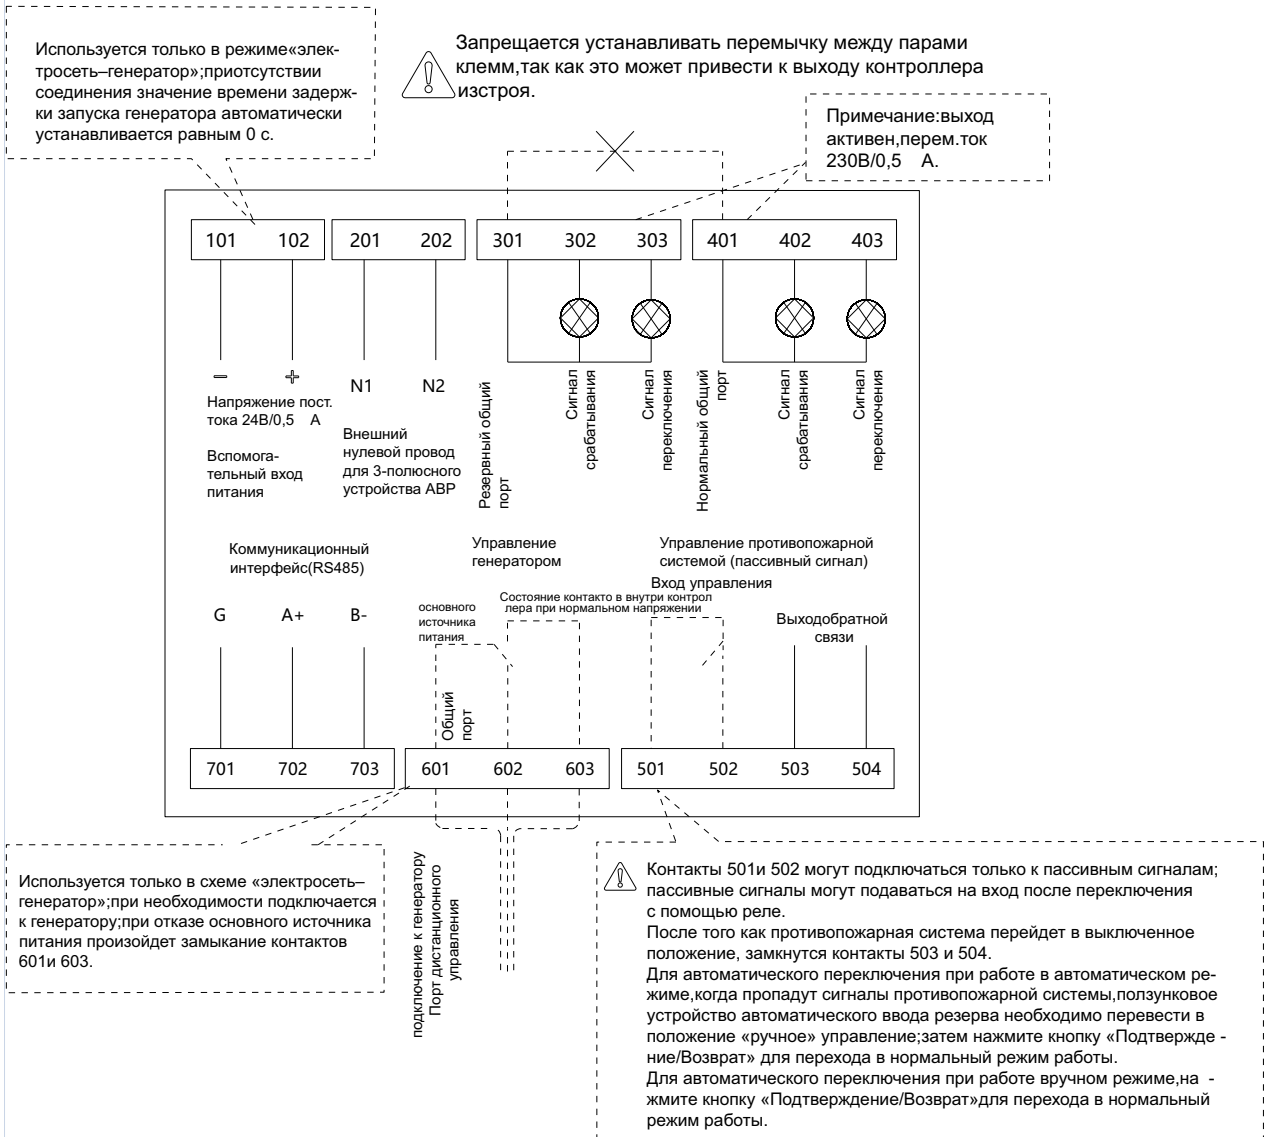 Используется только в режиме«элек-
тросеть–генератор»;приотсутствии
соединения значение времени задерж-
ки запуска генератора автоматически
устанавливается равным 0 с.
Запрещается устанавливать перемычку между парами
клемм,так как это может привести к выходу контроллера
изстроя.
Примечание:выход
активен,перем.ток
230В/0,5 А.
101 102
201 202
301 302 303
401 402 403
− +
Напряжение пост.
тока 24В/0,5 А
Вспомога-
тельный вход
питания
N1 N2
Внешний
нулевой провод
для 3-полюсного
устройства АВР
Резервный общий
порт
Сигнал
срабатывания
Сигнал
переключения
Нормальный общий
порт
Сигнал
срабатывания
Сигнал
переключения
Коммуникационный
интерфейс(RS485)
G A+ B-
Управление
генератором
основного
источника
питания
Состояние контакто в внутри контрол
лера при нормальном напряжении
Общий
порт
Управление противопожарной
системой (пассивный сигнал)
Вход управления
Выходобратной
связи
701 702 703
601 602 603
501 502 503 504
Используется только в схеме «электросеть–
генератор»;при необходимости подключается
к генератору;при отказе основного источника
питания произойдет замыкание контактов
601и 603.
подключение к генератору
Порт дистанционного
управления
Контакты 501и 502 могут подключаться только к пассивным сигналам;
пассивные сигналы могут подаваться на вход после переключения
с помощью реле.
После того как противопожарная система перейдет в выключенное
положение, замкнутся контакты 503 и 504.
Для автоматического переключения при работе в автоматическом ре-
жиме,когда пропадут сигналы противопожарной системы,ползунковое
устройство автоматического ввода резерва необходимо перевести в
положение «ручное» управление;затем нажмите кнопку «Подтвержде -
ние/Возврат» для перехода в нормальный режим работы.
Для автоматического переключения при работе вручном режиме,на -
жмите кнопку «Подтверждение/Возврат»для перехода в нормальный
режим работы.